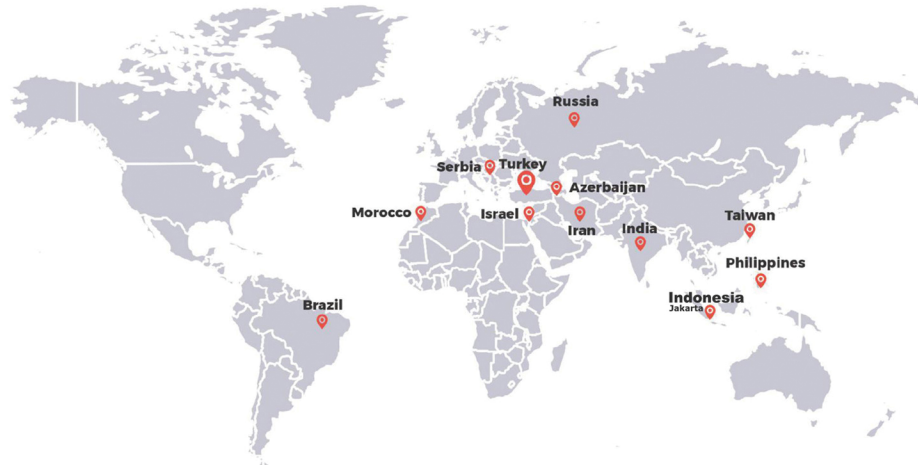 Russia
Serbia
Turkey
Azerbaijan
Morocco
Israel
Iran
India
Taiwan
Philippines
Brazil
Indonesia
Jakarta